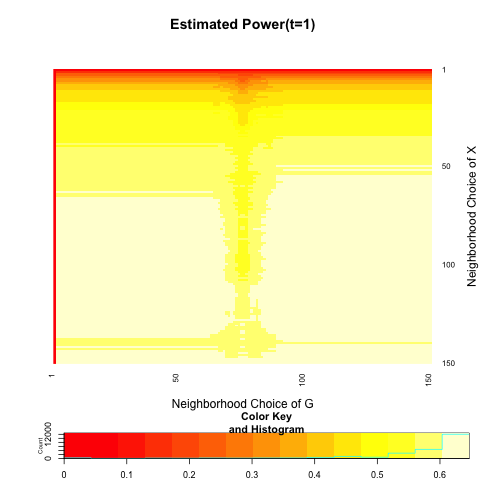 Estimated Power(t=1)
1
50
100
150
Neighborhood Choice of X
1
50
100
150
Neighborhood Choice of G
Color Key
and Histogram
Count
0 12000
0 0.1 0.2 0.3 0.4 0.5 0.6